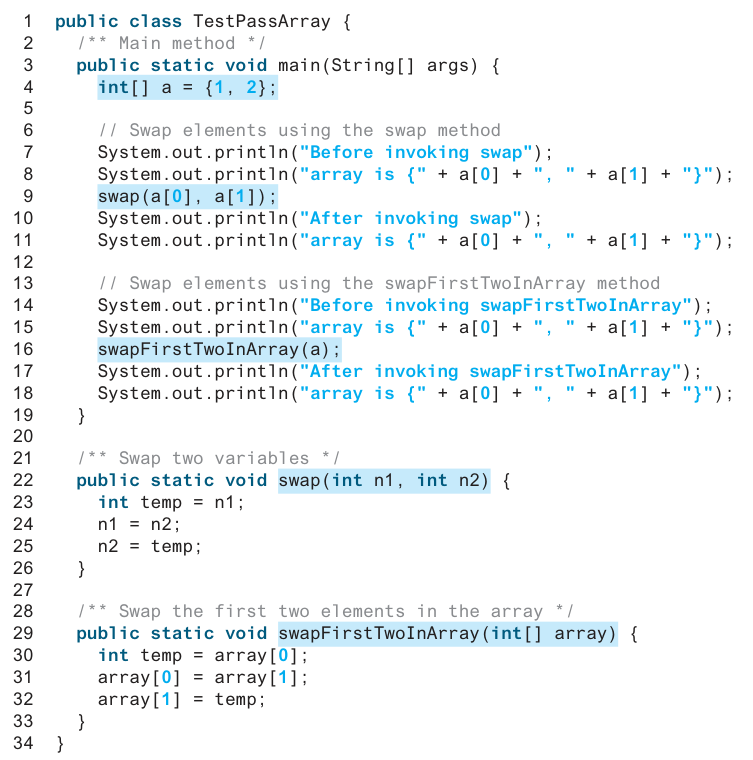 1 public class TestPassArray {
2 /** Main method */
3 public static void main(String[] args) {
4 int[] a = {1, 2};
5
6 // Swap elements using the swap method
7 System.out.println("Before invoking swap");
8 System.out.println("array is {" + a[0] + ", " + a[1] + "}");
9 swap(a[0], a[1]);
10 System.out.println("After invoking swap");
11 System.out.println("array is {" + a[0] + ", " + a[1] + "}");
12
13 // Swap elements using the swapFirstTwoInArray method
14 System.out.println("Before invoking swapFirstTwoInArray");
15 System.out.println("array is {" + a[0] + ", " + a[1] + "}");
16 swapFirstTwoInArray(a);
17 System.out.println("After invoking swapFirstTwoInArray");
18 System.out.println("array is {" + a[0] + ", " + a[1] + "}");
19 }
20
21 /** Swap two variables */
22 public static void swap(int n1, int n2) {
23 int temp = n1;
24 n1 = n2;
25 n2 = temp;
26 }
27
28 /** Swap the first two elements in the array */
29 public static void swapFirstTwoInArray(int[] array) {
30 int temp = array[0];
31 array[0] = array[1];
32 array[1] = temp;
33 }
34 }